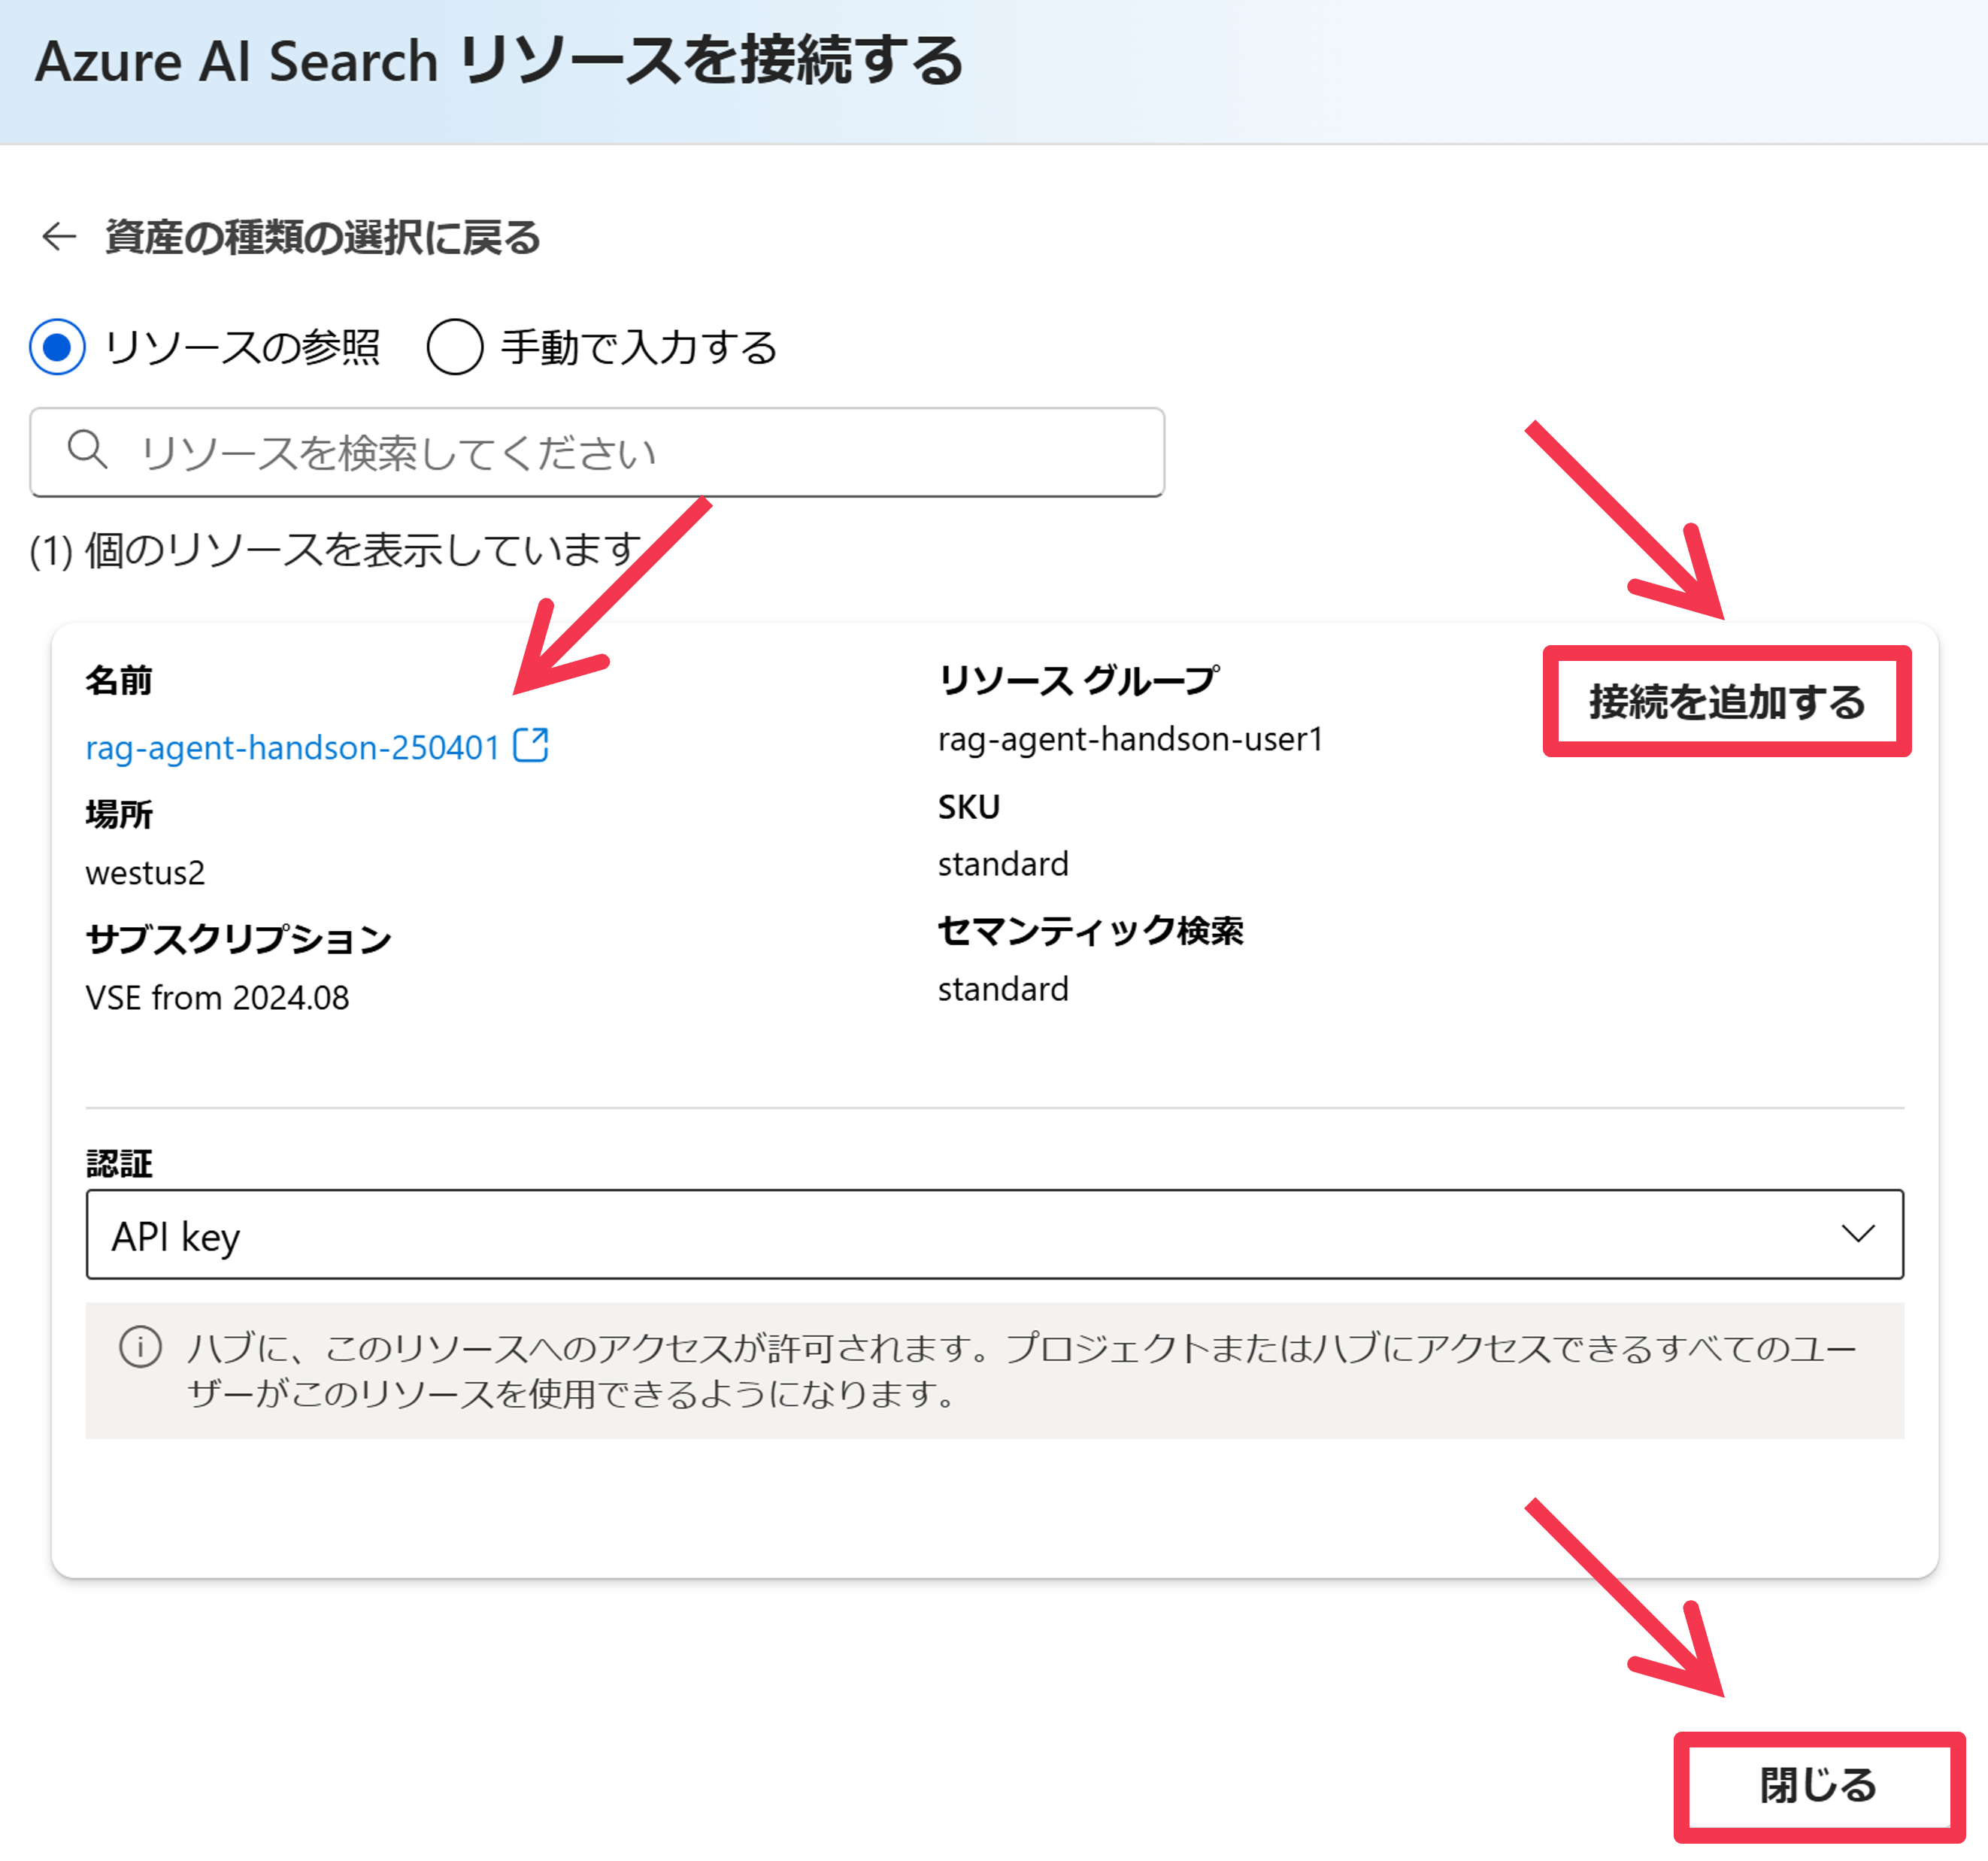 Azure AI Search リソースを接続する
← 資産の種類の選択に戻る
リソースの参照 手動で入力する
リソースを検索してください
(1) 個のリソースを表示しています
名前
rag-agent-handson-250401
場所
westus2
サブスクリプション
VSE from 2024.08
リソース グループ
rag-agent-handson-user1
SKU
standard
セマンティック検索
standard
接続を追加する
認証
API key
ハブに、このリソースへのアクセスが許可されます。プロジェクトまたはハブにアクセスできるすべてのユー
ザーがこのリソースを使用できるようになります。
閉じる